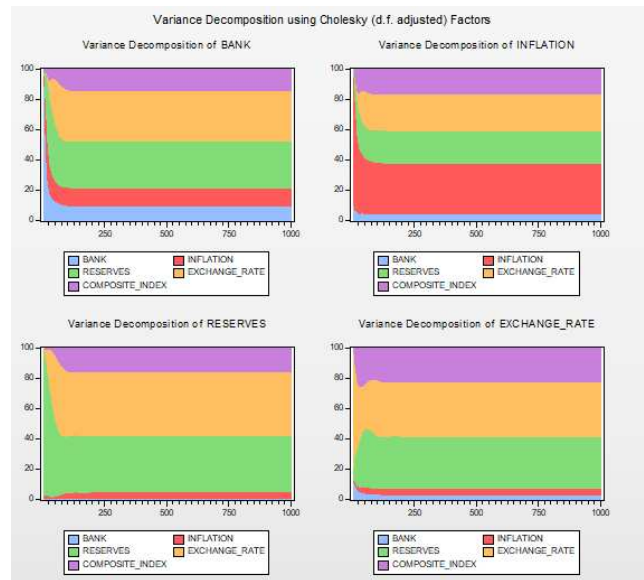 Variance Decomposition using Cholesky (d.f. adjusted) Factors
Variance Decomposition of BANK
100
80
60
40
20
0
250 500 750 1000
BANK INFLATION
RESERVES EXCHANGE_RATE
COMPOSITE_INDEX
Variance Decomposition of INFLATION
100
80
60
40
20
0
250 500 750 1000
BANK INFLATION
RESERVES EXCHANGE_RATE
COMPOSITE_INDEX
Variance Decomposition of RESERVES
100
80
60
40
20
0
250 500 750 1000
BANK INFLATION
RESERVES EXCHANGE_RATE
COMPOSITE_INDEX
Variance Decomposition of EXCHANGE_RATE
100
80
60
40
20
0
250 500 750 1000
BANK INFLATION
RESERVES EXCHANGE_RATE
COMPOSITE_INDEX